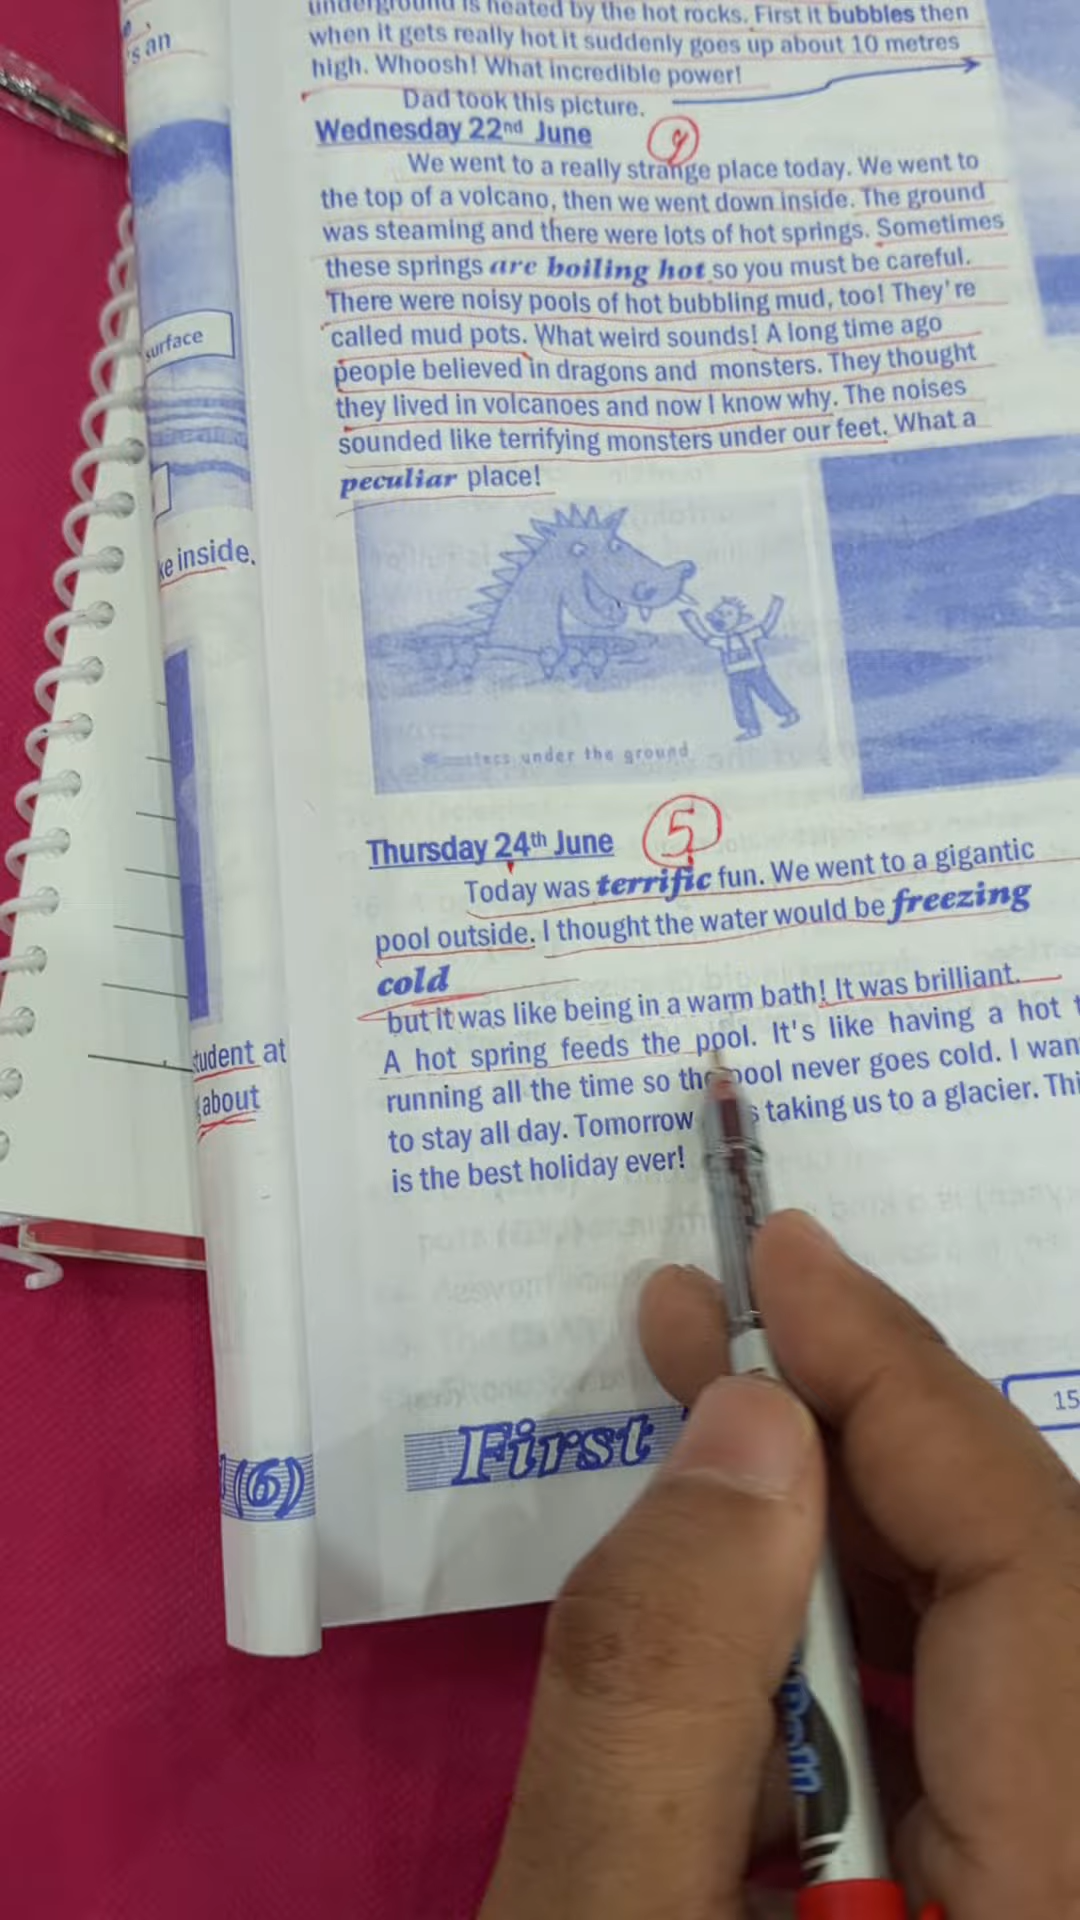 s an
surface
ke inside.
tudent at
about
(6)
underground is heated by the hot rocks. First it bubbles then
when it gets really hot it suddenly goes up about 10 metres
high. Whoosh! What incredible power!
Dad took this picture.
Wednesday 22nd June
We went to a really strange place today. We went to
the top of a volcano, then we went down inside. The ground
was steaming and there were lots of hot springs. Sometimes
these springs are boiling hot so you must be careful.
There were noisy pools of hot bubbling mud, too! They're
called mud pots. What weird sounds! A long time ago
people believed in dragons and monsters. They thought
they lived in volcanoes and now I know why. The noises
sounded like terrifying monsters under our feet. What a
peculiar place!
under the ground
Thursday 24th June 5
Today was terrific fun. We went to a gigantic
pool outside. I thought the water would be freezing
cold
but it was like being in a warm bath! It was brilliant.
A hot spring feeds the pool. It's like having a hot t
running all the time so the pool never goes cold. I wan
to stay all day. Tomorrow taking us to a glacier. Thi
is the best holiday ever!
15
First